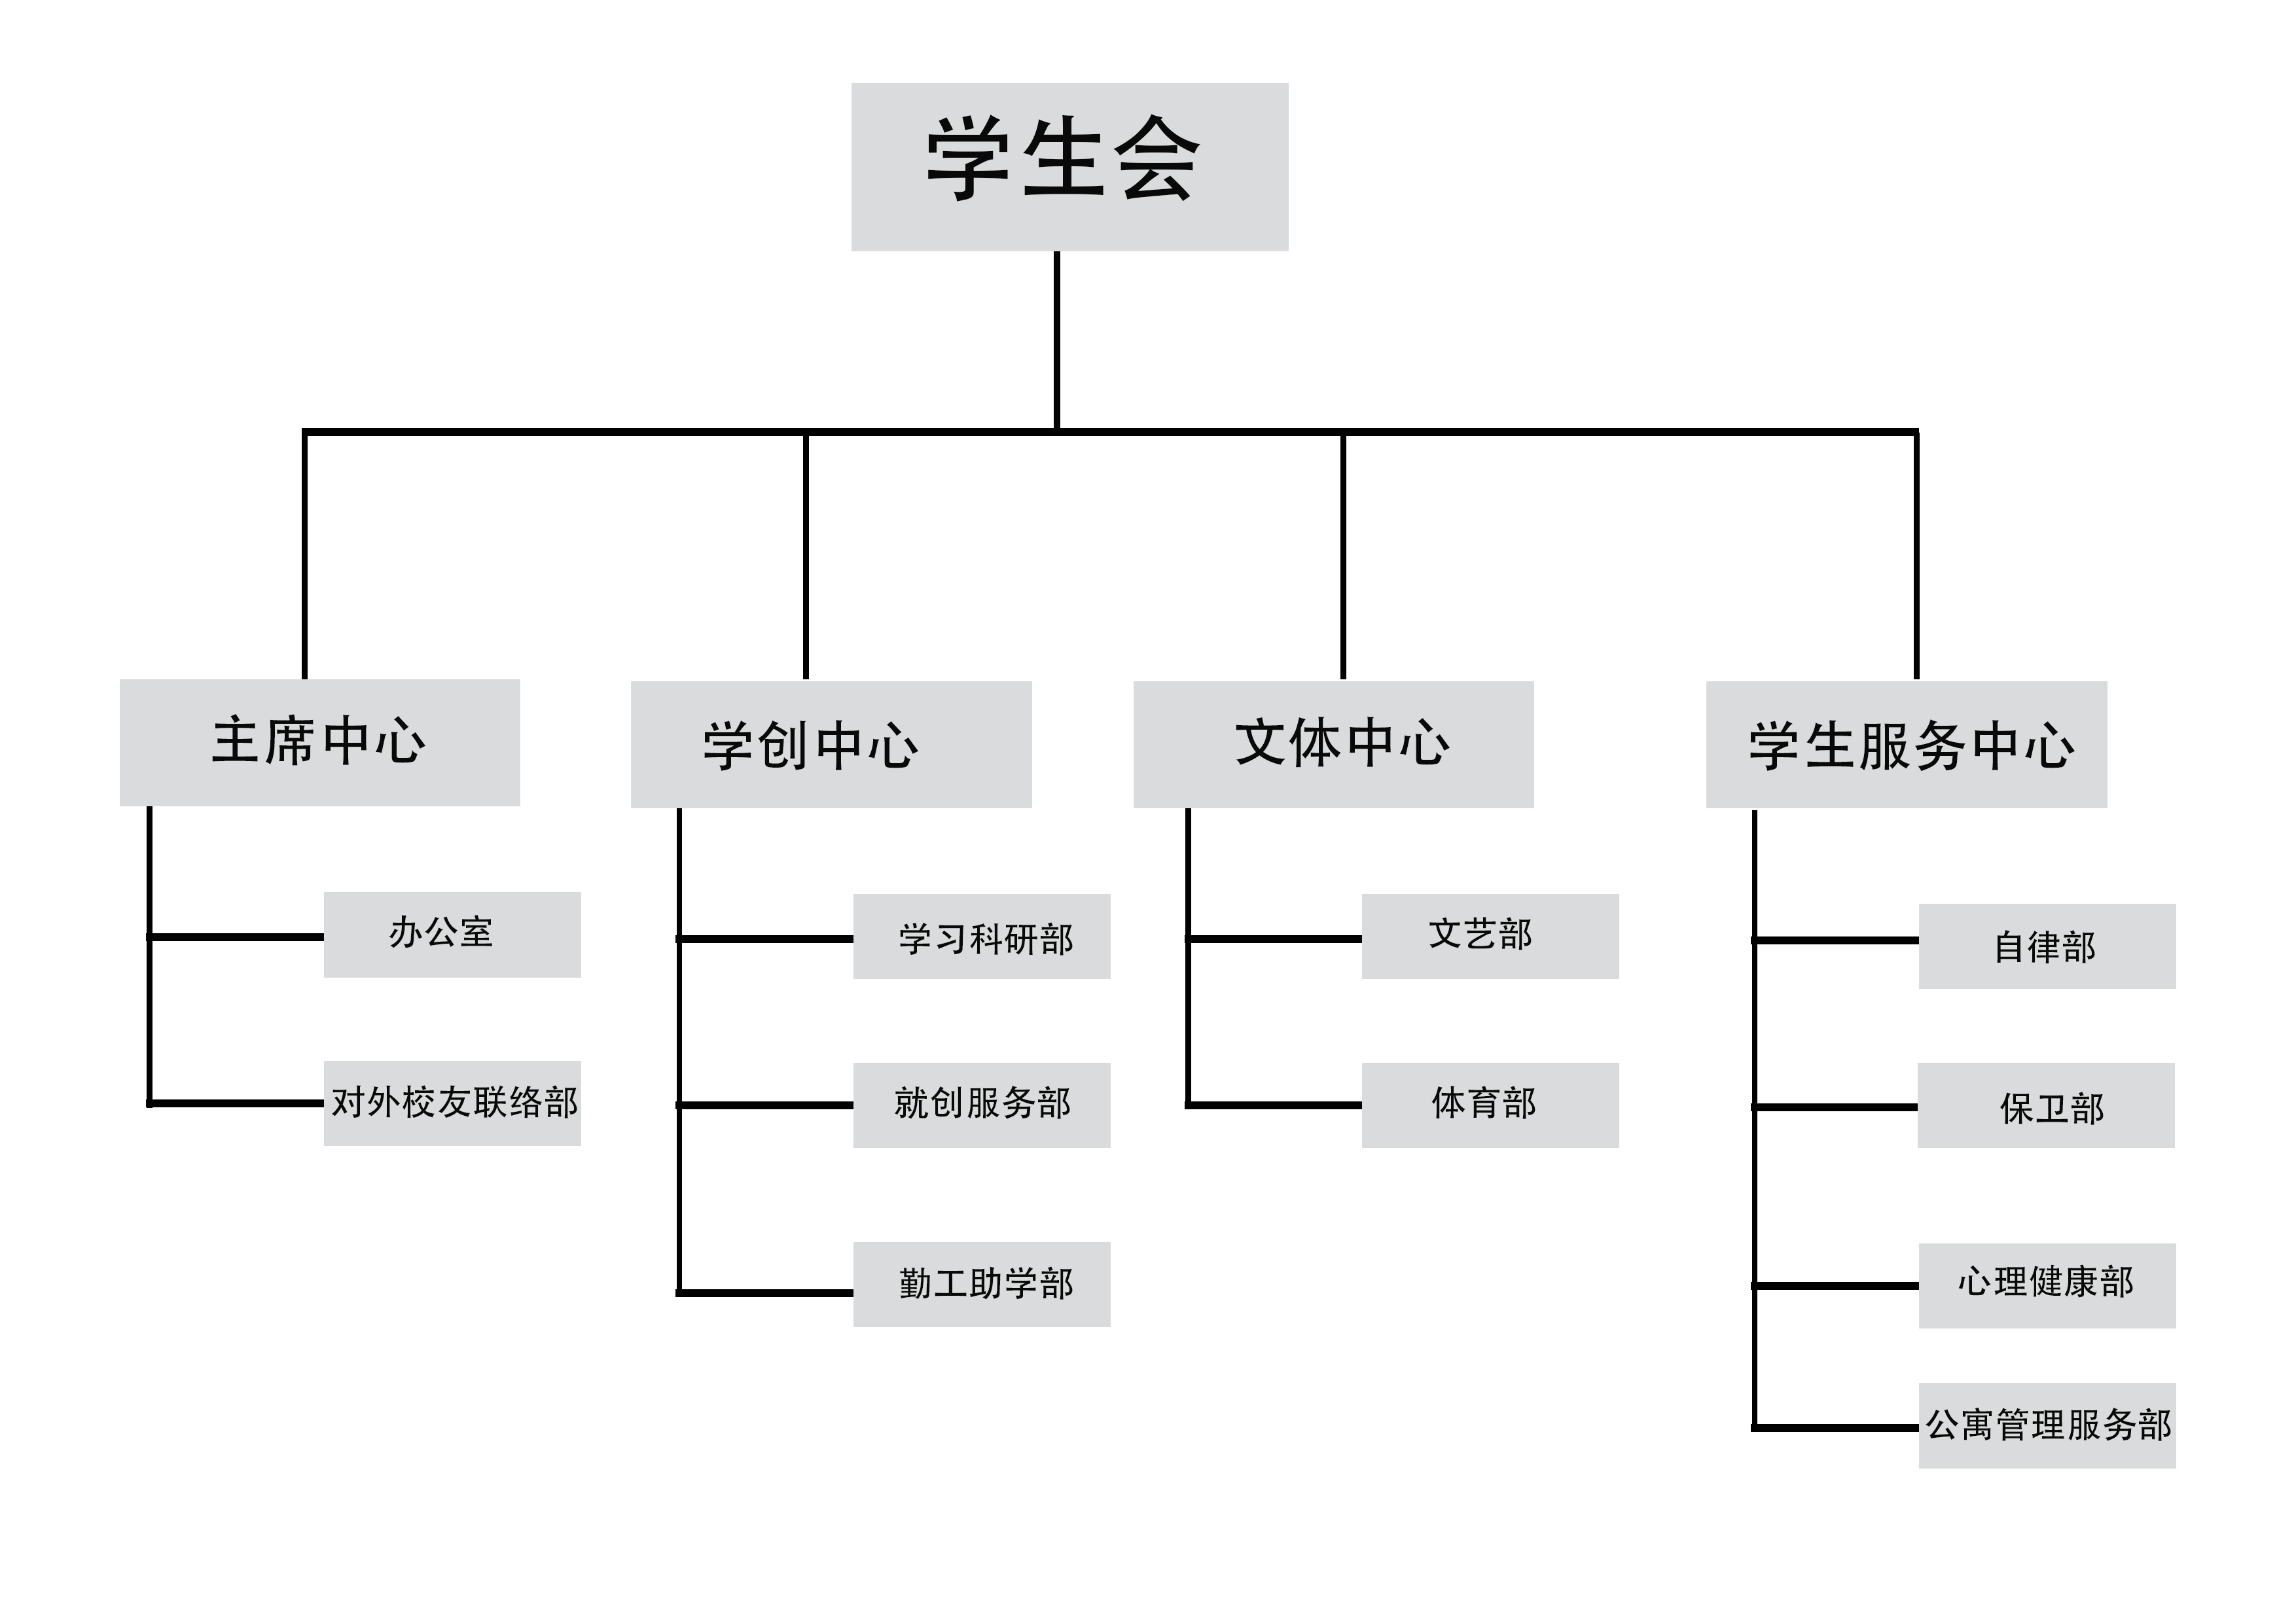 学生会
主席中心
学创中心
文体中心
学生服务中心
办公室
对外校友联络部
学习科研部
就创服务部
勤工助学部
文艺部
体育部
自律部
保卫部
心理健康部
公寓管理服务部